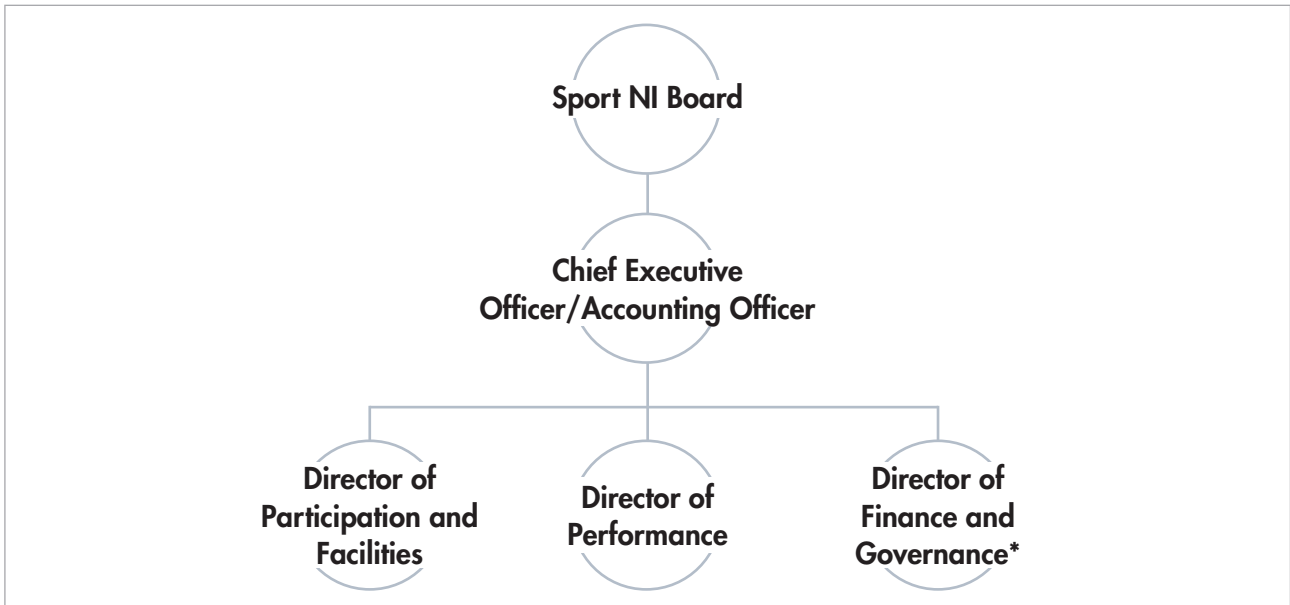 Sport NI Board
Chief Executive
Officer/Accounting Officer
Director of
Participation and
Facilities
Director of
Performance
Director of
Finance and
Governance*